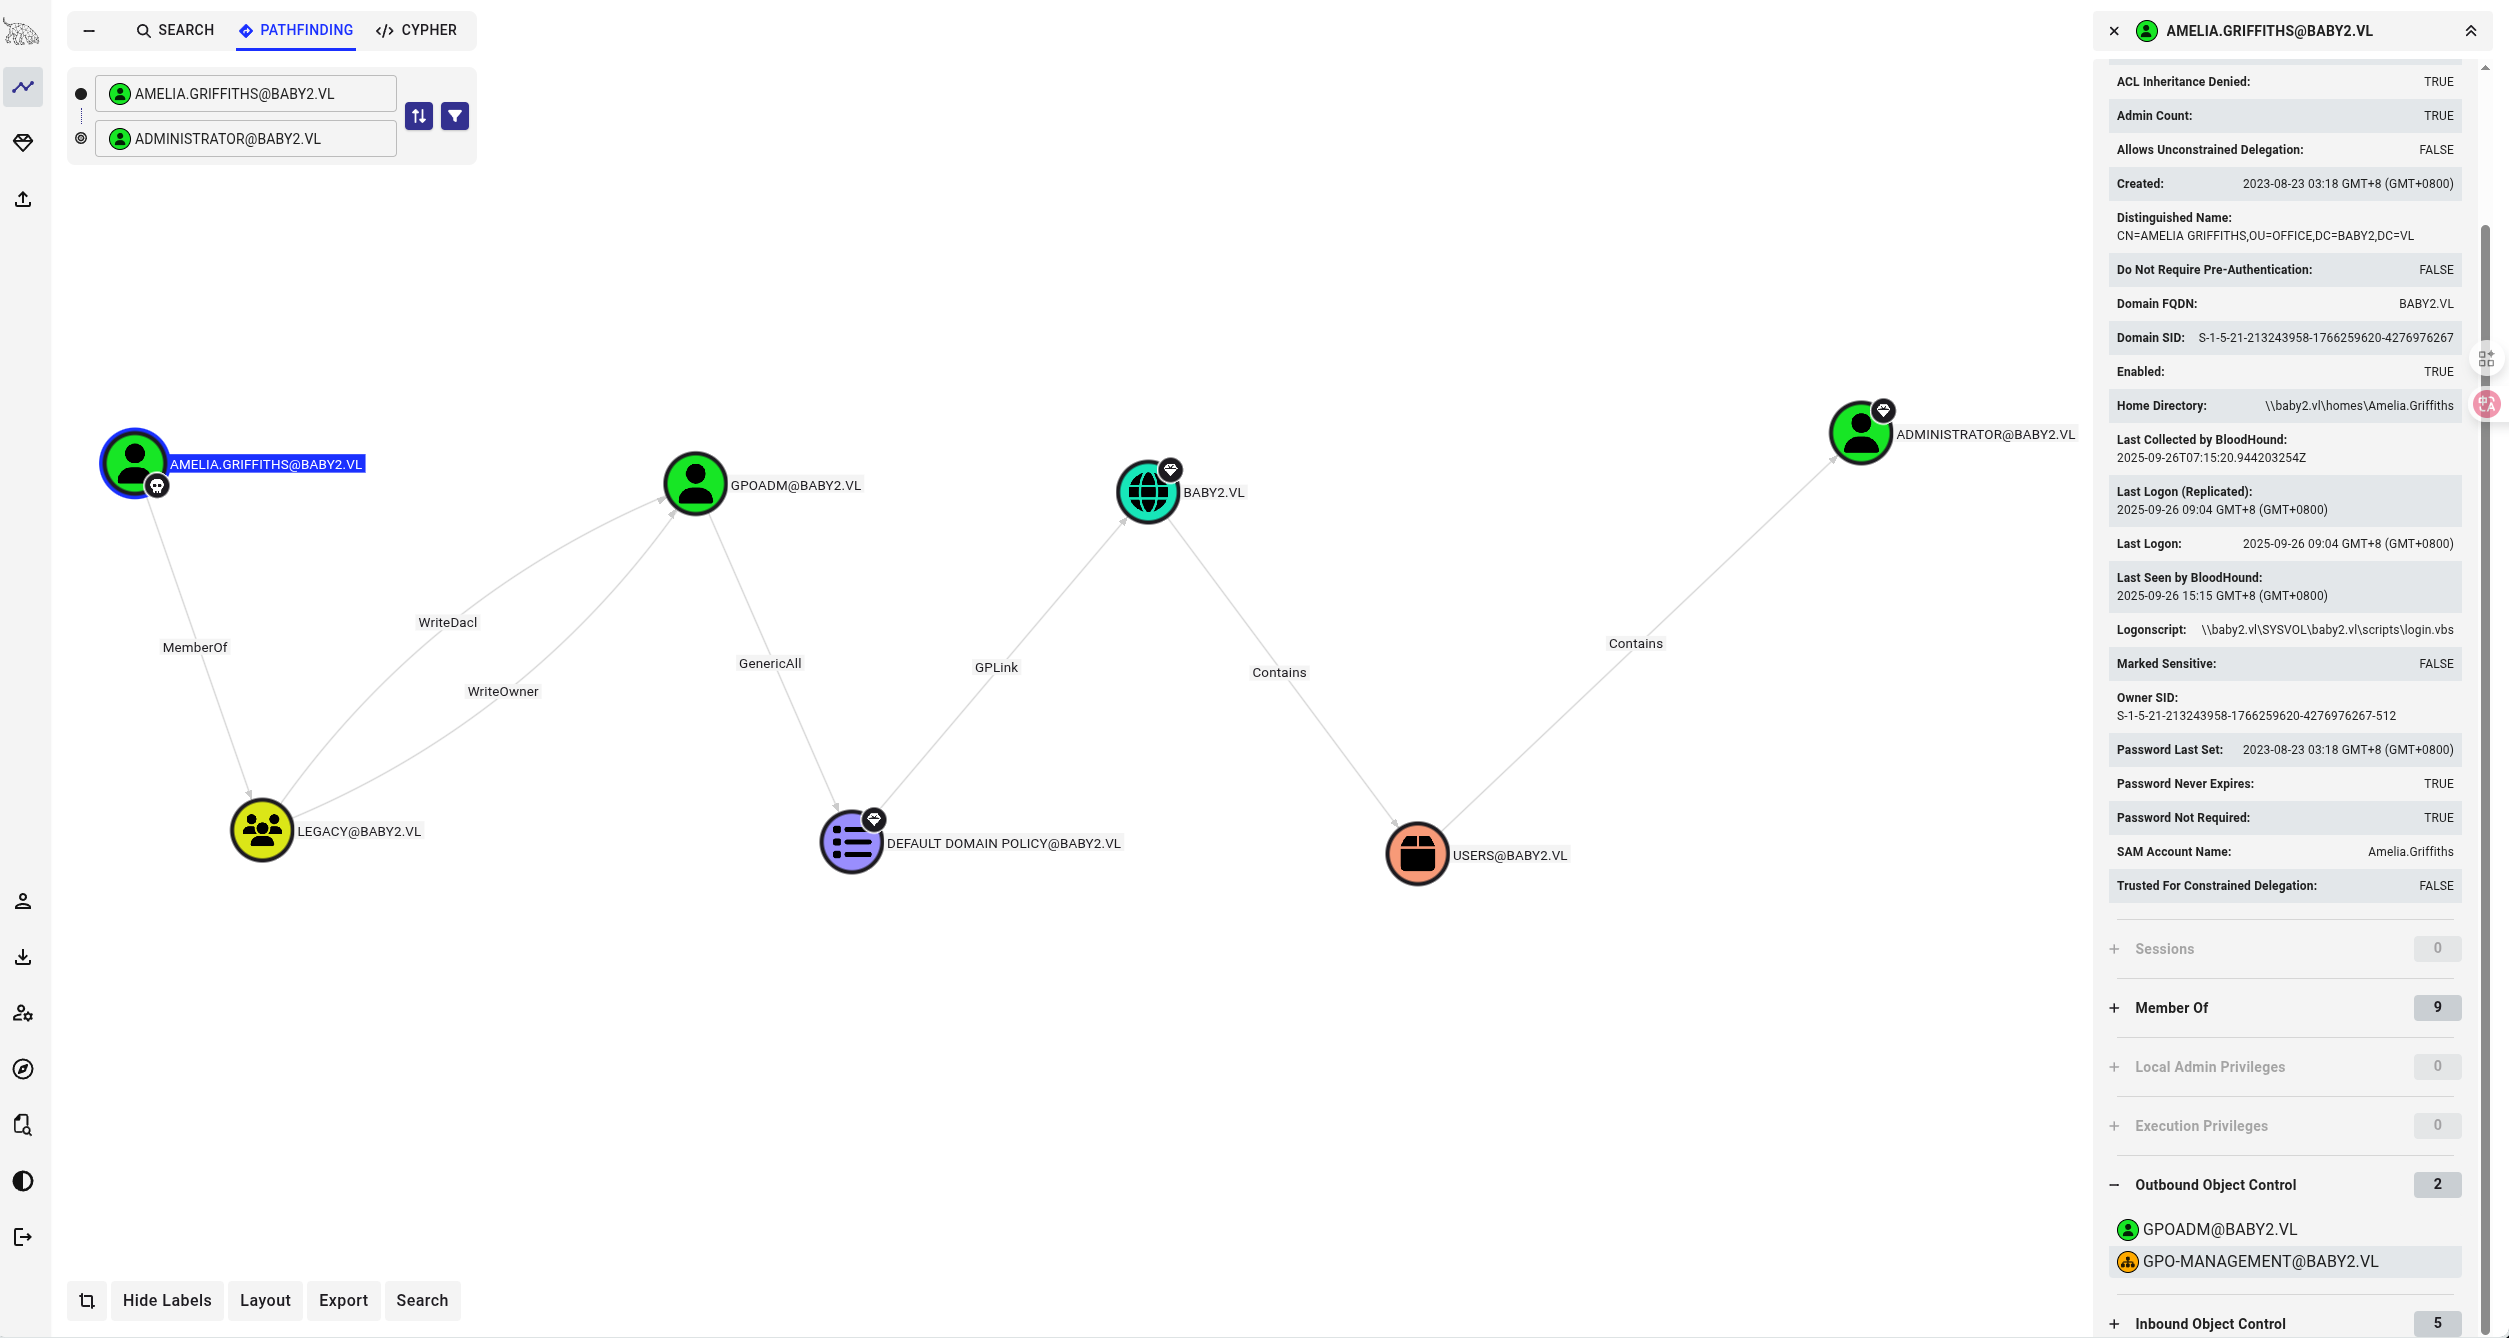 SEARCH
PATHFINDING
CYPHER
AMELIA.GRIFFITHS@BABY2.VL
ADMINISTRATOR@BABY2.VL
AMELIA.GRIFFITHS@BABY2.VL
GPOADM@BABY2.VL
BABY2.VL
ADMINISTRATOR@BABY2.VL
WriteDacl
MemberOf
GenericAll
GPLink
Contains
Contains
WriteOwner
LEGACY@BABY2.VL
DEFAULT DOMAIN POLICY@BABY2.VL
USERS@BABY2.VL
Hide Labels
Layout
Export
Search
AMELIA.GRIFFITHS@BABY2.VL
ACL Inheritance Denied: TRUE
Admin Count: TRUE
Allows Unconstrained Delegation: FALSE
Created: 2023-08-23 03:18 GMT+8 (GMT+0800)
Distinguished Name:
CN=AMELIA GRIFFITHS,OU=OFFICE,DC=BABY2,DC=VL
Do Not Require Pre-Authentication: FALSE
Domain FQDN: BABY2.VL
Domain SID: S-1-5-21-213243958-1766259620-4276976267
Enabled: TRUE
Home Directory: \\baby2.vl\homes\Amelia.Griffiths
Last Collected by BloodHound:
2025-09-26T07:15:20.944203254Z
Last Logon (Replicated):
2025-09-26 09:04 GMT+8 (GMT+0800)
Last Logon: 2025-09-26 09:04 GMT+8 (GMT+0800)
Last Seen by BloodHound:
2025-09-26 15:15 GMT+8 (GMT+0800)
Logonscript: \\baby2.vl\SYSVOL\baby2.vl\scripts\login.vbs
Marked Sensitive: FALSE
Owner SID:
S-1-5-21-213243958-1766259620-4276976267-512
Password Last Set: 2023-08-23 03:18 GMT+8 (GMT+0800)
Password Never Expires: TRUE
Password Not Required: TRUE
SAM Account Name: Amelia.Griffiths
Trusted For Constrained Delegation: FALSE
Sessions 0
Member Of 9
Local Admin Privileges 0
Execution Privileges 0
Outbound Object Control 2
GPOADM@BABY2.VL
GPO-MANAGEMENT@BABY2.VL
Inbound Object Control 5
中A